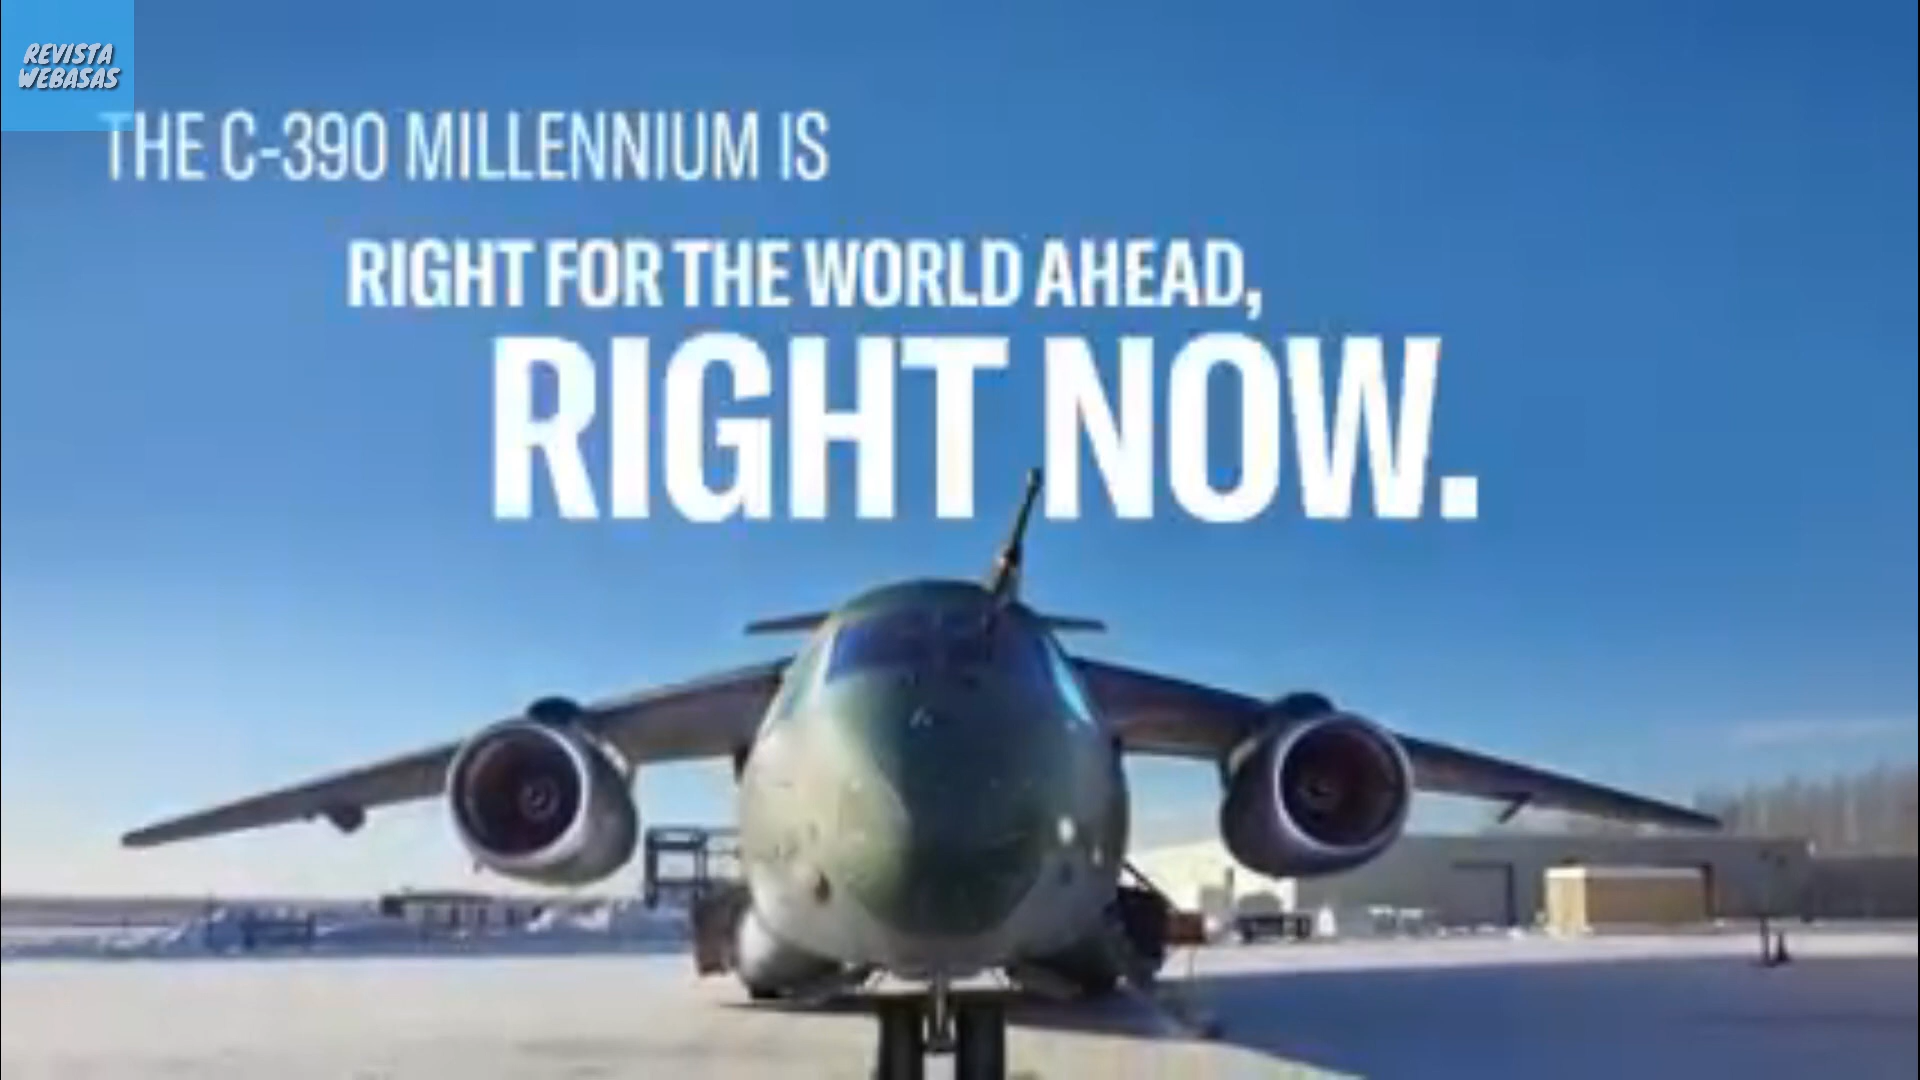 REVISTA
WEBASAS
THE C-390 MILLENNIUM IS
RIGHT FOR THE WORLD AHEAD,
RIGHT NOW.